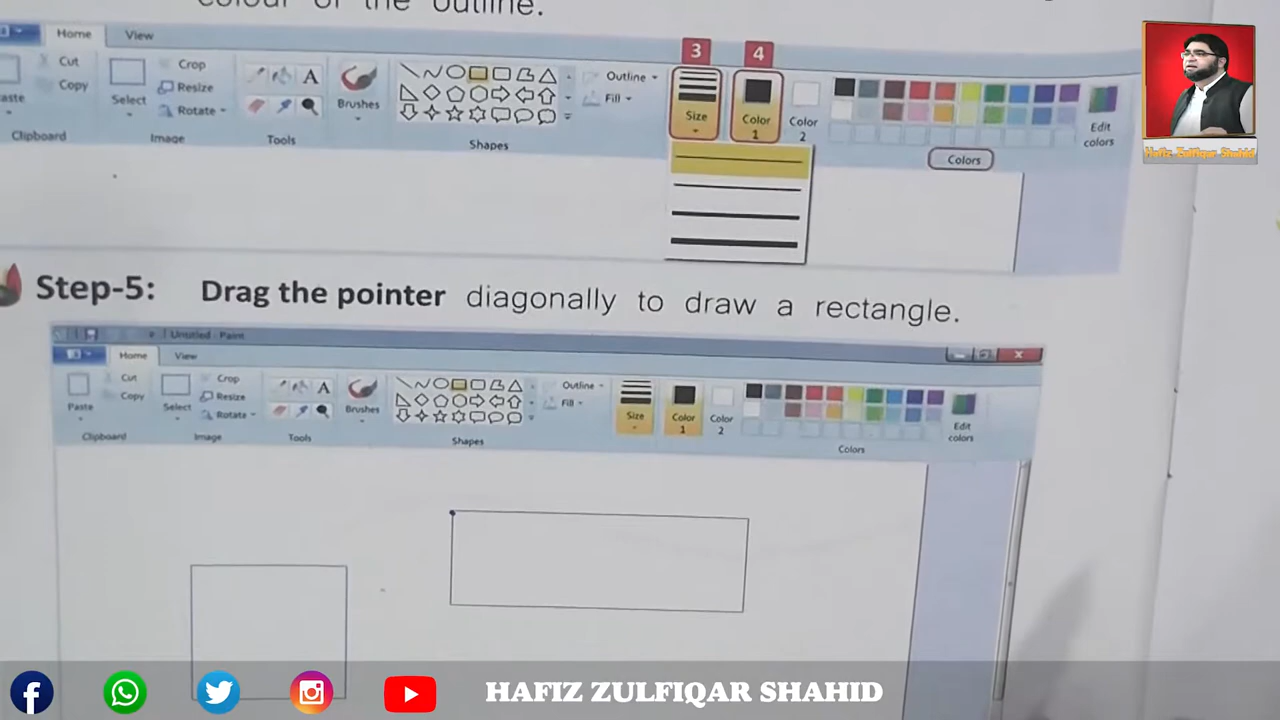 colour of the outline.
Home View
3 4
Cut
Copy
Select
Crop
Resize
Rotate
A
Brushes
Outline
Fill
Size
Color
1
Color
2
Edit
colors
Clipboard
Image
Tools
Shapes
Colors
Hafiz Zulfiqar Shahid
Step-5: Drag the pointer diagonally to draw a rectangle.
Untitled - Paint
Home View
Paste
Cut
Copy
Select
Crop
Resize
Rotate
A
Brushes
Outline
Fill
Size
Color
1
Color
2
Edit
colors
Clipboard
Image
Tools
Shapes
Colors
HAFIZ ZULFIQAR SHAHID